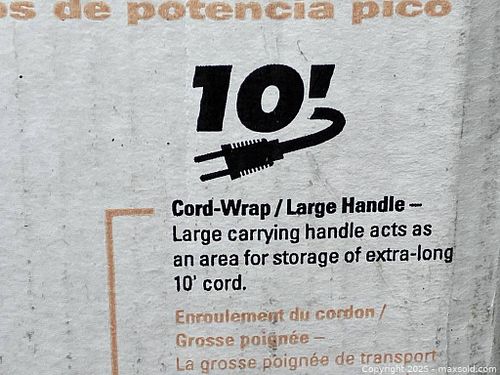 os de potencia pico
10'
Cord-Wrap / Large Handle –
Large carrying handle acts as
an area for storage of extra-long
10' cord.
Enroulement du cordon /
Grosse poignée –
La grosse poignée de transport
Copyright 2025 - maxsold.com